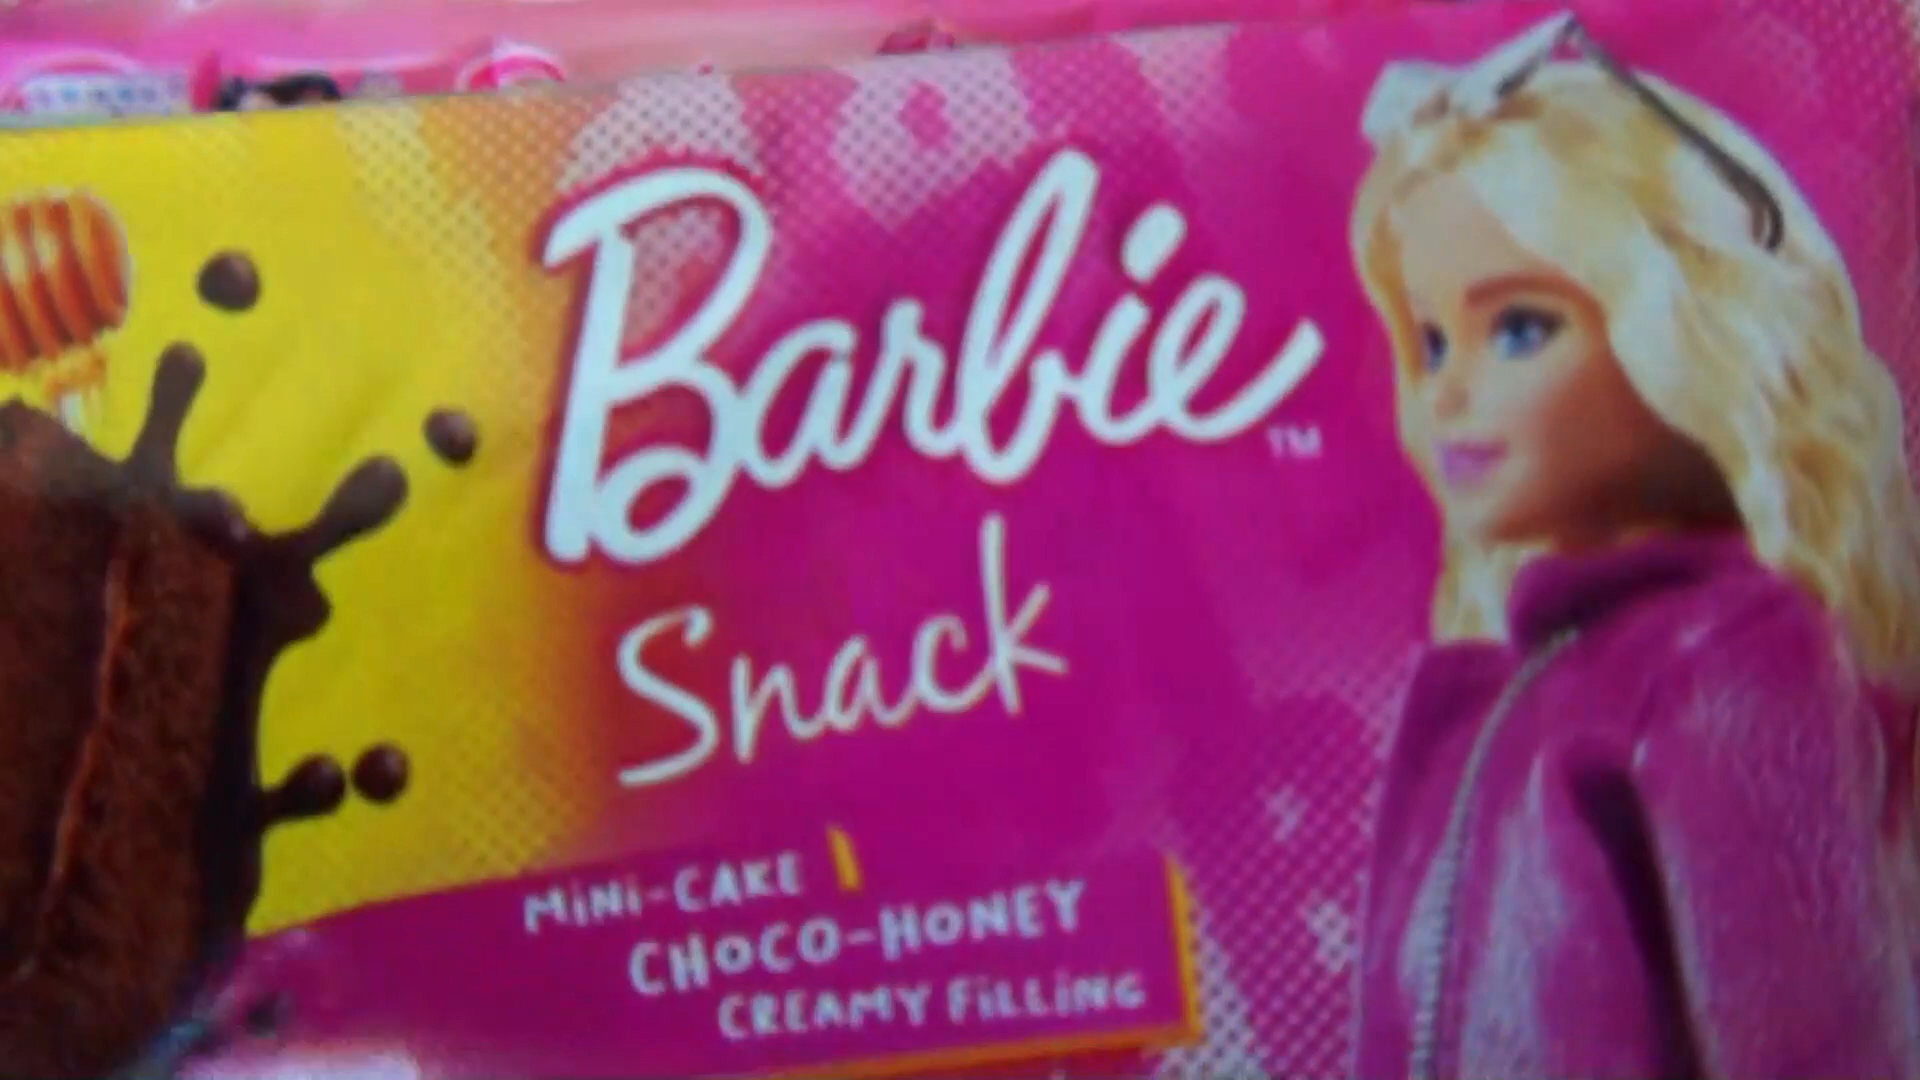 Barbie
TM
Snack
MiNi-CAKE
CHOCO-HONEY
CREAMY FiLLiNG